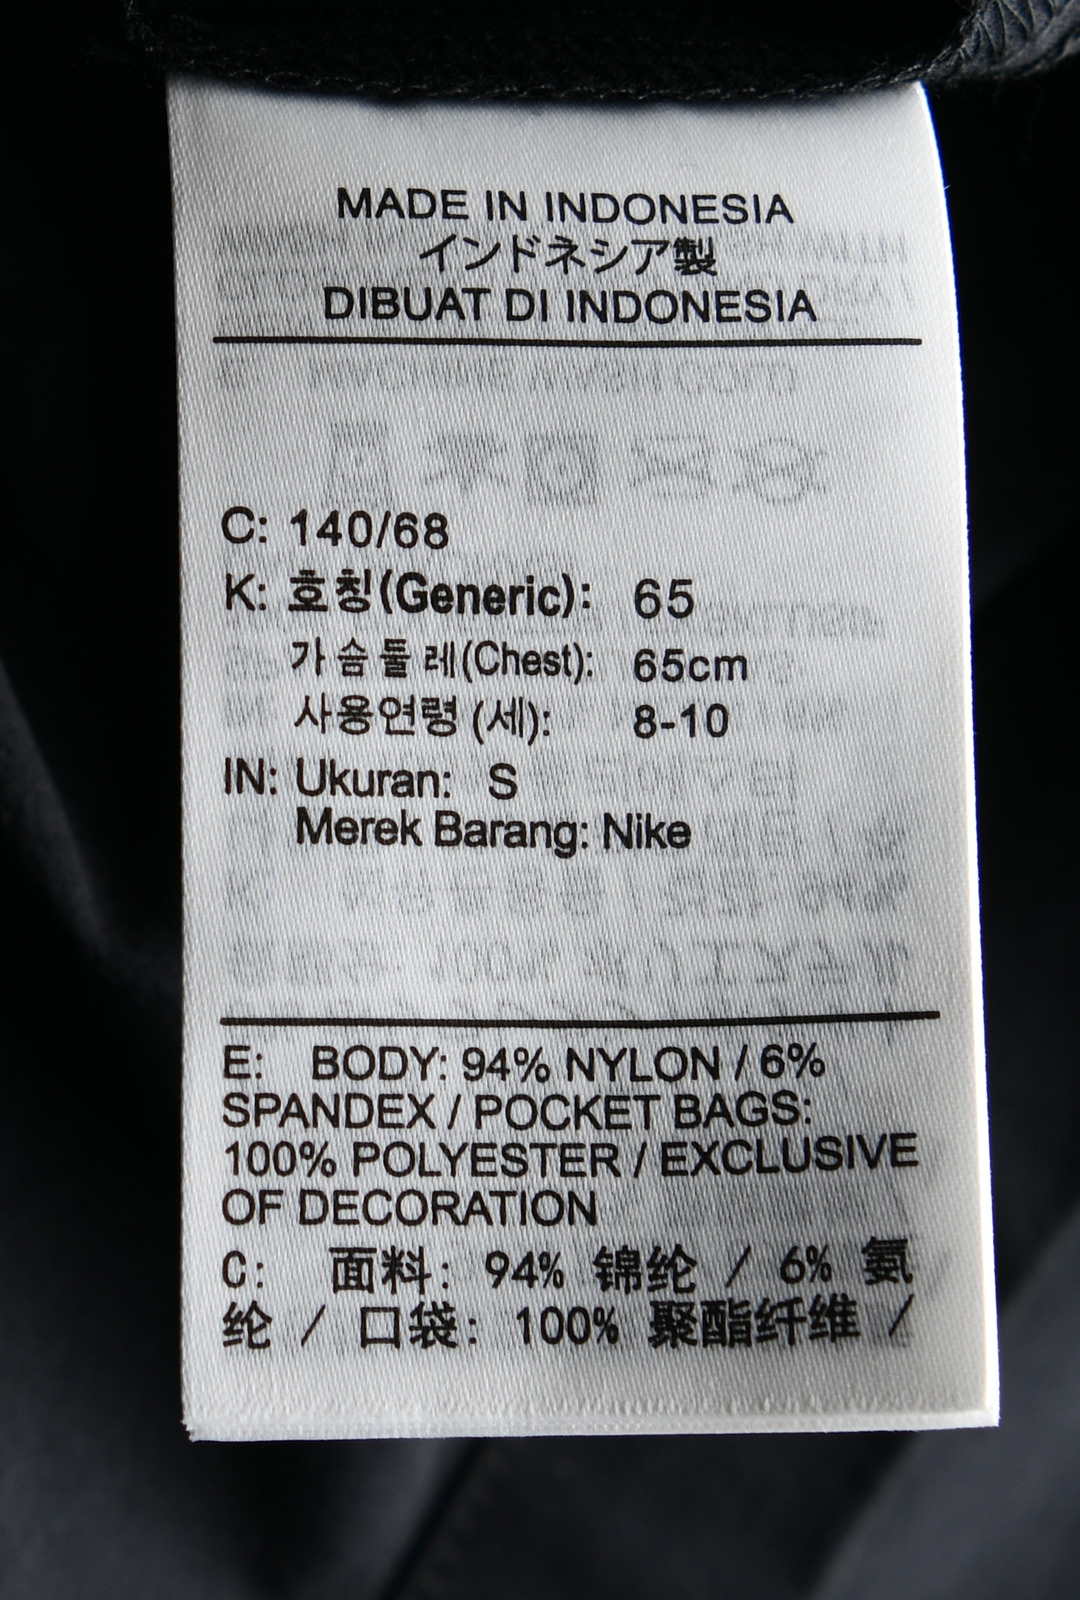 MADE IN INDONESIA
インドネシア製
DIBUAT DI INDONESIA
C: 140/68
K: 호칭(Generic): 65
가슴둘레(Chest): 65cm
사용연령 (세): 8-10
IN: Ukuran: S
Merek Barang: Nike
E: BODY: 94% NYLON / 6%
SPANDEX / POCKET BAGS:
100% POLYESTER / EXCLUSIVE
OF DECORATION
C: 面料: 94% 锦纶 / 6% 氨
纶 / 口袋: 100% 聚酯纤维 /